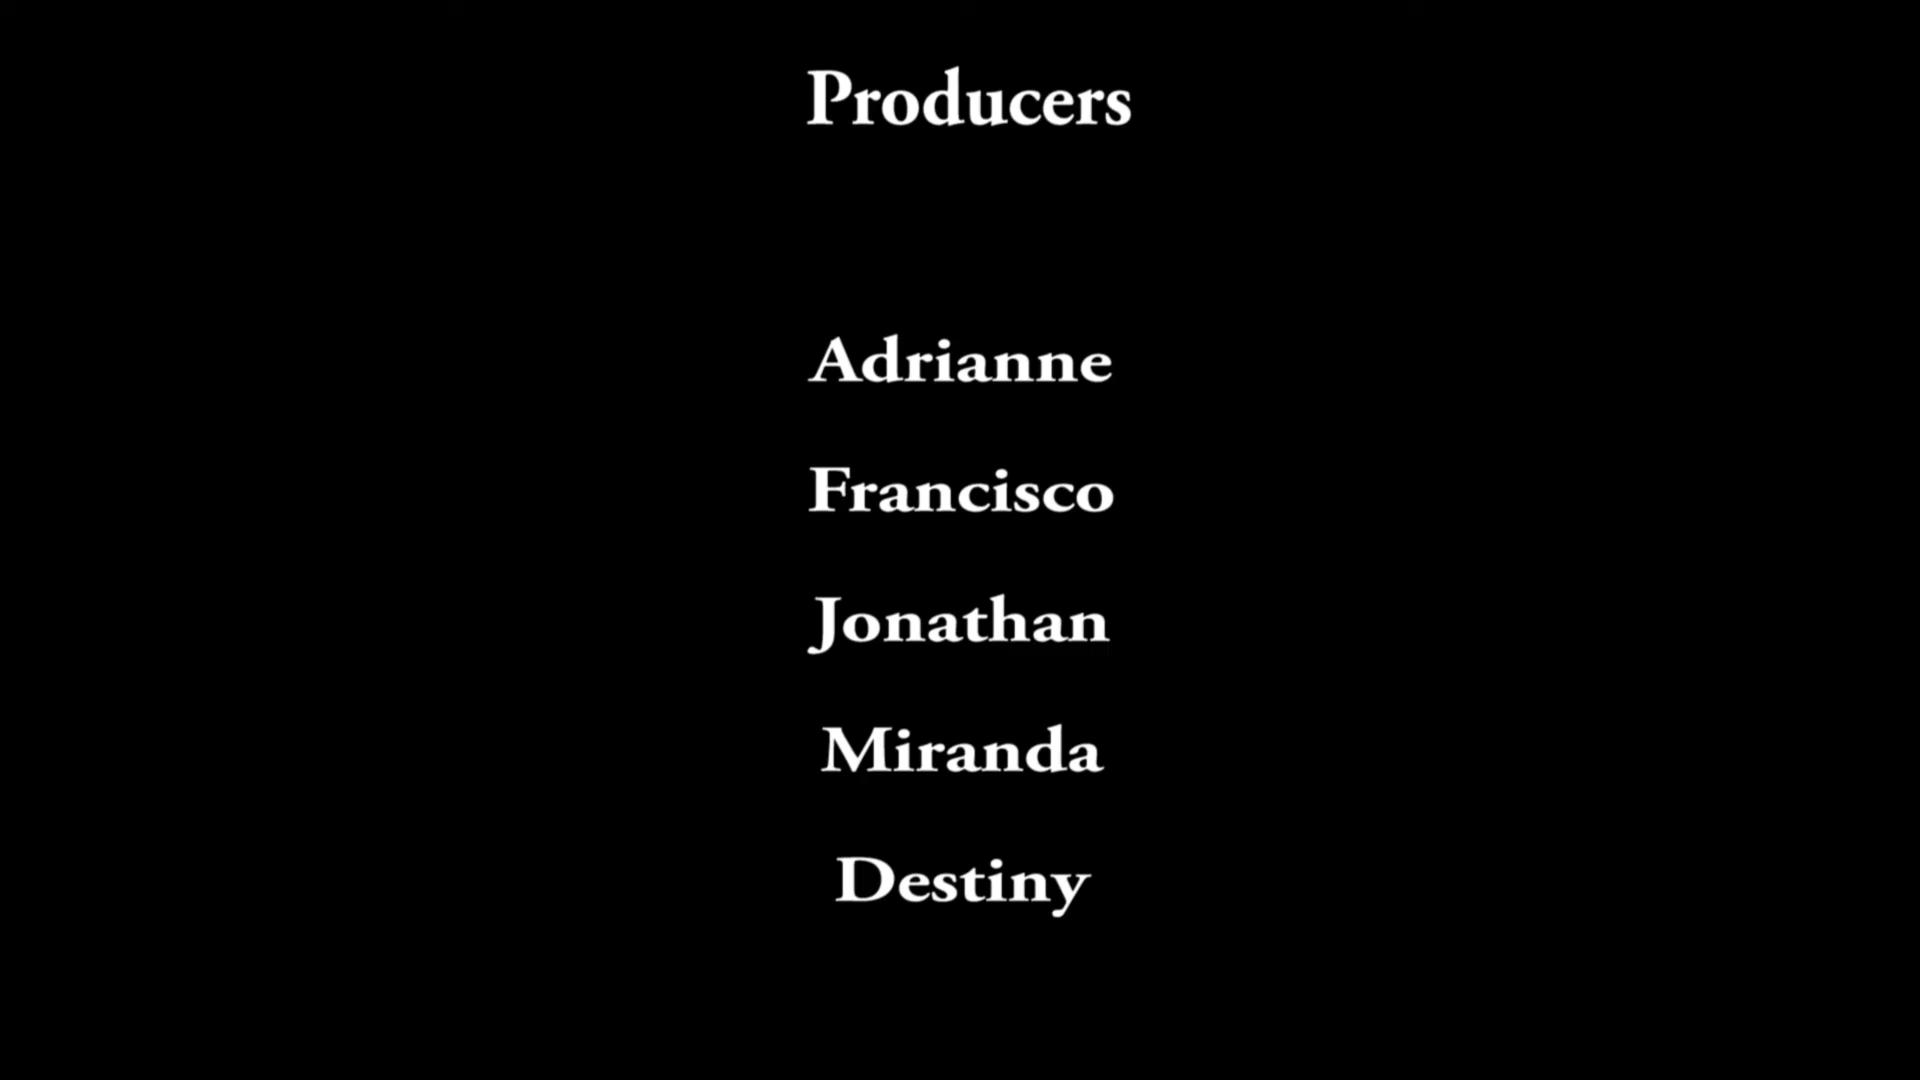 Producers
Adrianne
Francisco
Jonathan
Miranda
Destiny